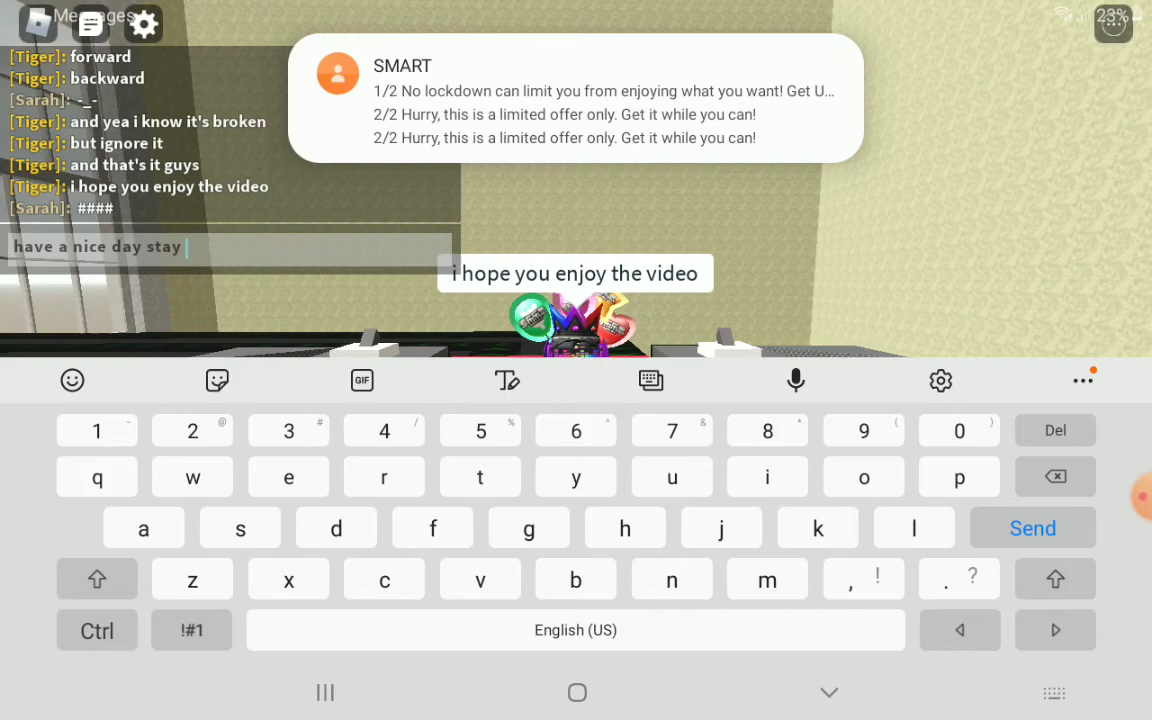 Messages
23%
SMART
1/2 No lockdown can limit you from enjoying what you want! Get U...
2/2 Hurry, this is a limited offer only. Get it while you can!
2/2 Hurry, this is a limited offer only. Get it while you can!
[Tiger]: forward
[Tiger]: backward
[Sarah]: -_-
[Tiger]: and yea i know it's broken
[Tiger]: but ignore it
[Tiger]: and that's it guys
[Tiger]: i hope you enjoy the video
[Sarah]: ####
have a nice day stay
i hope you enjoy the video
GIF
1 - 2 @ 3 # 4 / 5 % 6 ^ 7 & 8 * 9 ( 0 ) Del
q w e r t y u i o p
a s d f g h j k l Send
z x c v b n m , ! . ?
Ctrl !#1 English (US)